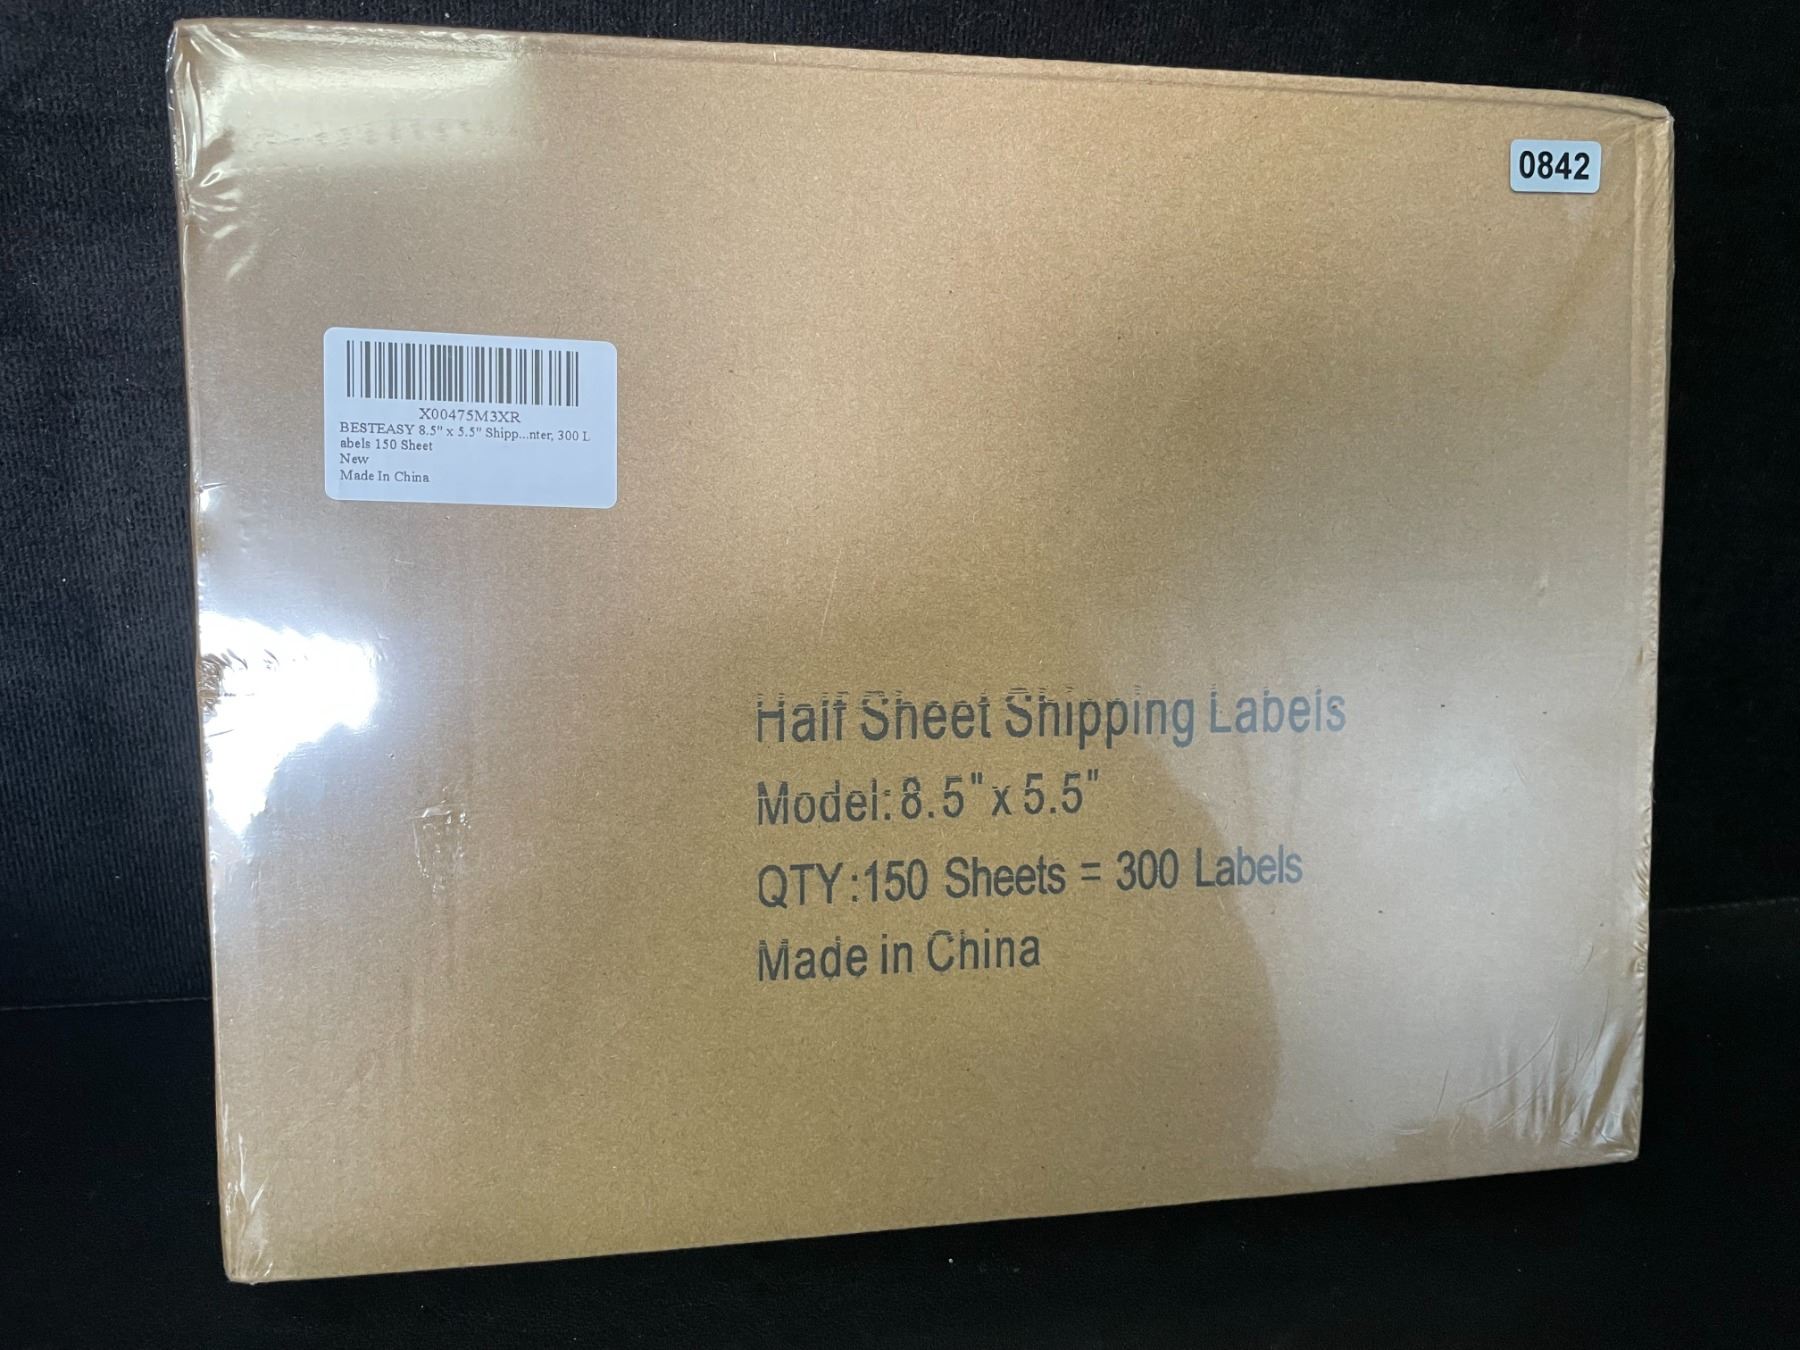 0842
X00475M3XR
BESTEASY 8.5" x 5.5" Shipp...nter, 300 L
abels 150 Sheet
New
Made In China
Half Sheet Shipping Labels
Model: 8.5" x 5.5"
QTY:150 Sheets = 300 Labels
Made in China